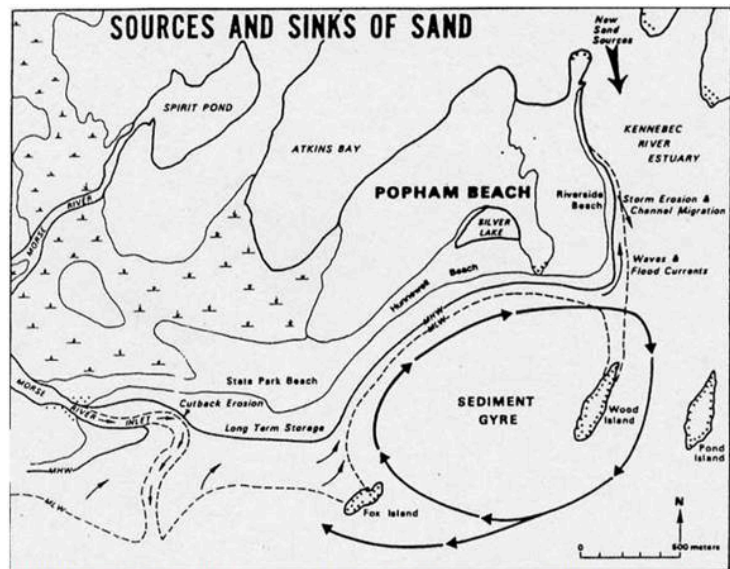 SOURCES AND SINKS OF SAND
New
Sand
Sources
SPIRIT POND
ATKINS BAY
KENNEBEC
RIVER
ESTUARY
POPHAM BEACH
Riverside
Beach
Storm Erosion &
Channel Migration
SILVER
LAKE
MORSE
RIVER
Waves &
Flood Currents
Hunnewell Beach
MHW
MLW
State Park Beach
MORSE
RIVER
INLET
Cutback Erosion
Long Term Storage
SEDIMENT
GYRE
Wood
Island
Pond
Island
MHW
MLW
Fox Island
N
0 500 meters